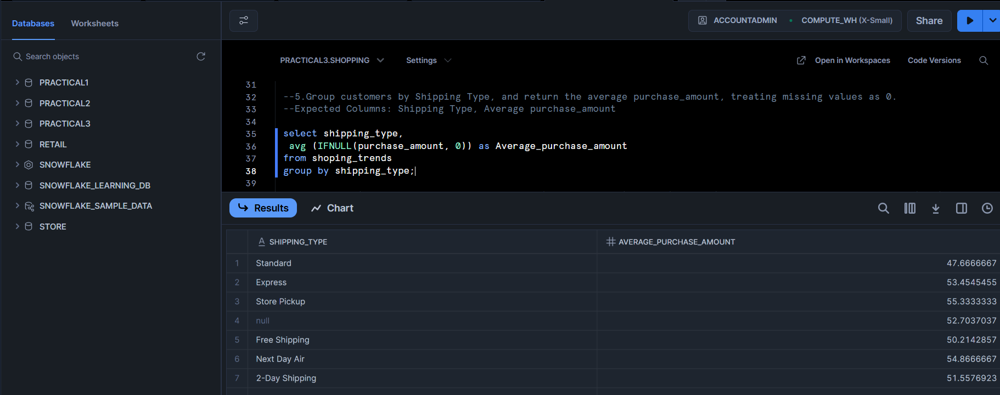 Databases
Worksheets
ACCOUNTADMIN
COMPUTE_WH (X-Small)
Share
Search objects
PRACTICAL1
PRACTICAL2
PRACTICAL3
RETAIL
SNOWFLAKE
SNOWFLAKE_LEARNING_DB
SNOWFLAKE_SAMPLE_DATA
STORE
PRACTICAL3.SHOPPING
Settings
Open in Workspaces
Code Versions
31
32 --5.Group customers by Shipping Type, and return the average purchase_amount, treating missing values as 0.
33 --Expected Columns: Shipping Type, Average purchase_amount
34
35 select shipping_type,
36 avg (IFNULL(purchase_amount, 0)) as Average_purchase_amount
37 from shoping_trends
38 group by shipping_type;
39
Results
Chart
SHIPPING_TYPE AVERAGE_PURCHASE_AMOUNT
1 Standard 47.6666667
2 Express 53.4545455
3 Store Pickup 55.3333333
4 null 52.7037037
5 Free Shipping 50.2142857
6 Next Day Air 54.8666667
7 2-Day Shipping 51.5576923